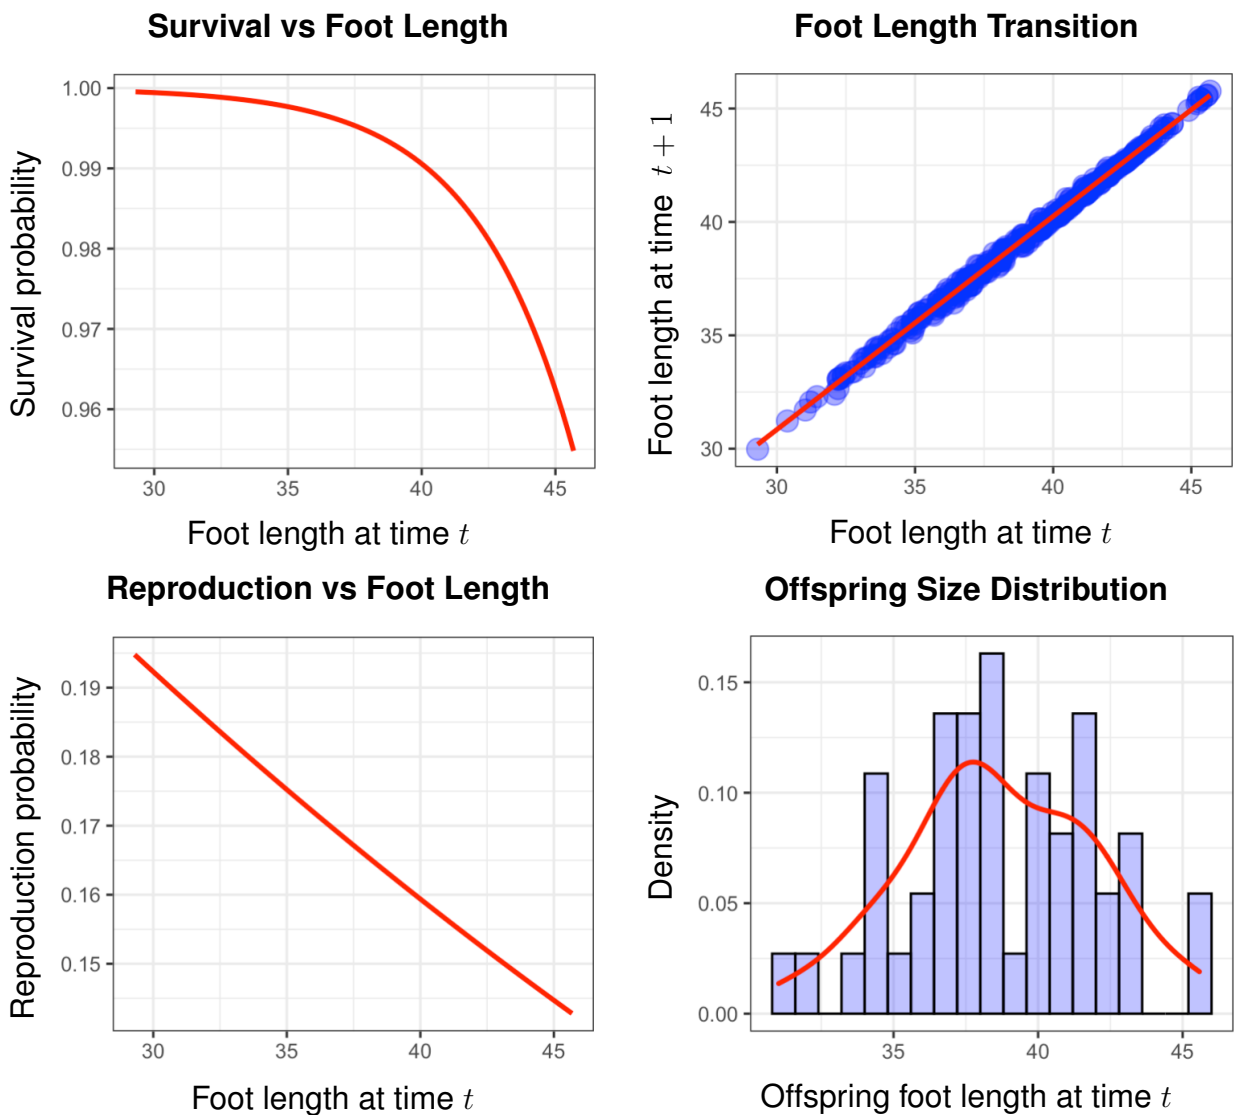 Survival vs Foot Length
Survival probability
1.00
0.99
0.98
0.97
0.96
30 35 40 45
Foot length at time t
Foot Length Transition
Foot length at time t + 1
45
40
35
30
30 35 40 45
Foot length at time t
Reproduction vs Foot Length
Reproduction probability
0.19
0.18
0.17
0.16
0.15
30 35 40 45
Foot length at time t
Offspring Size Distribution
Density
0.15
0.10
0.05
0.00
35 40 45
Offspring foot length at time t